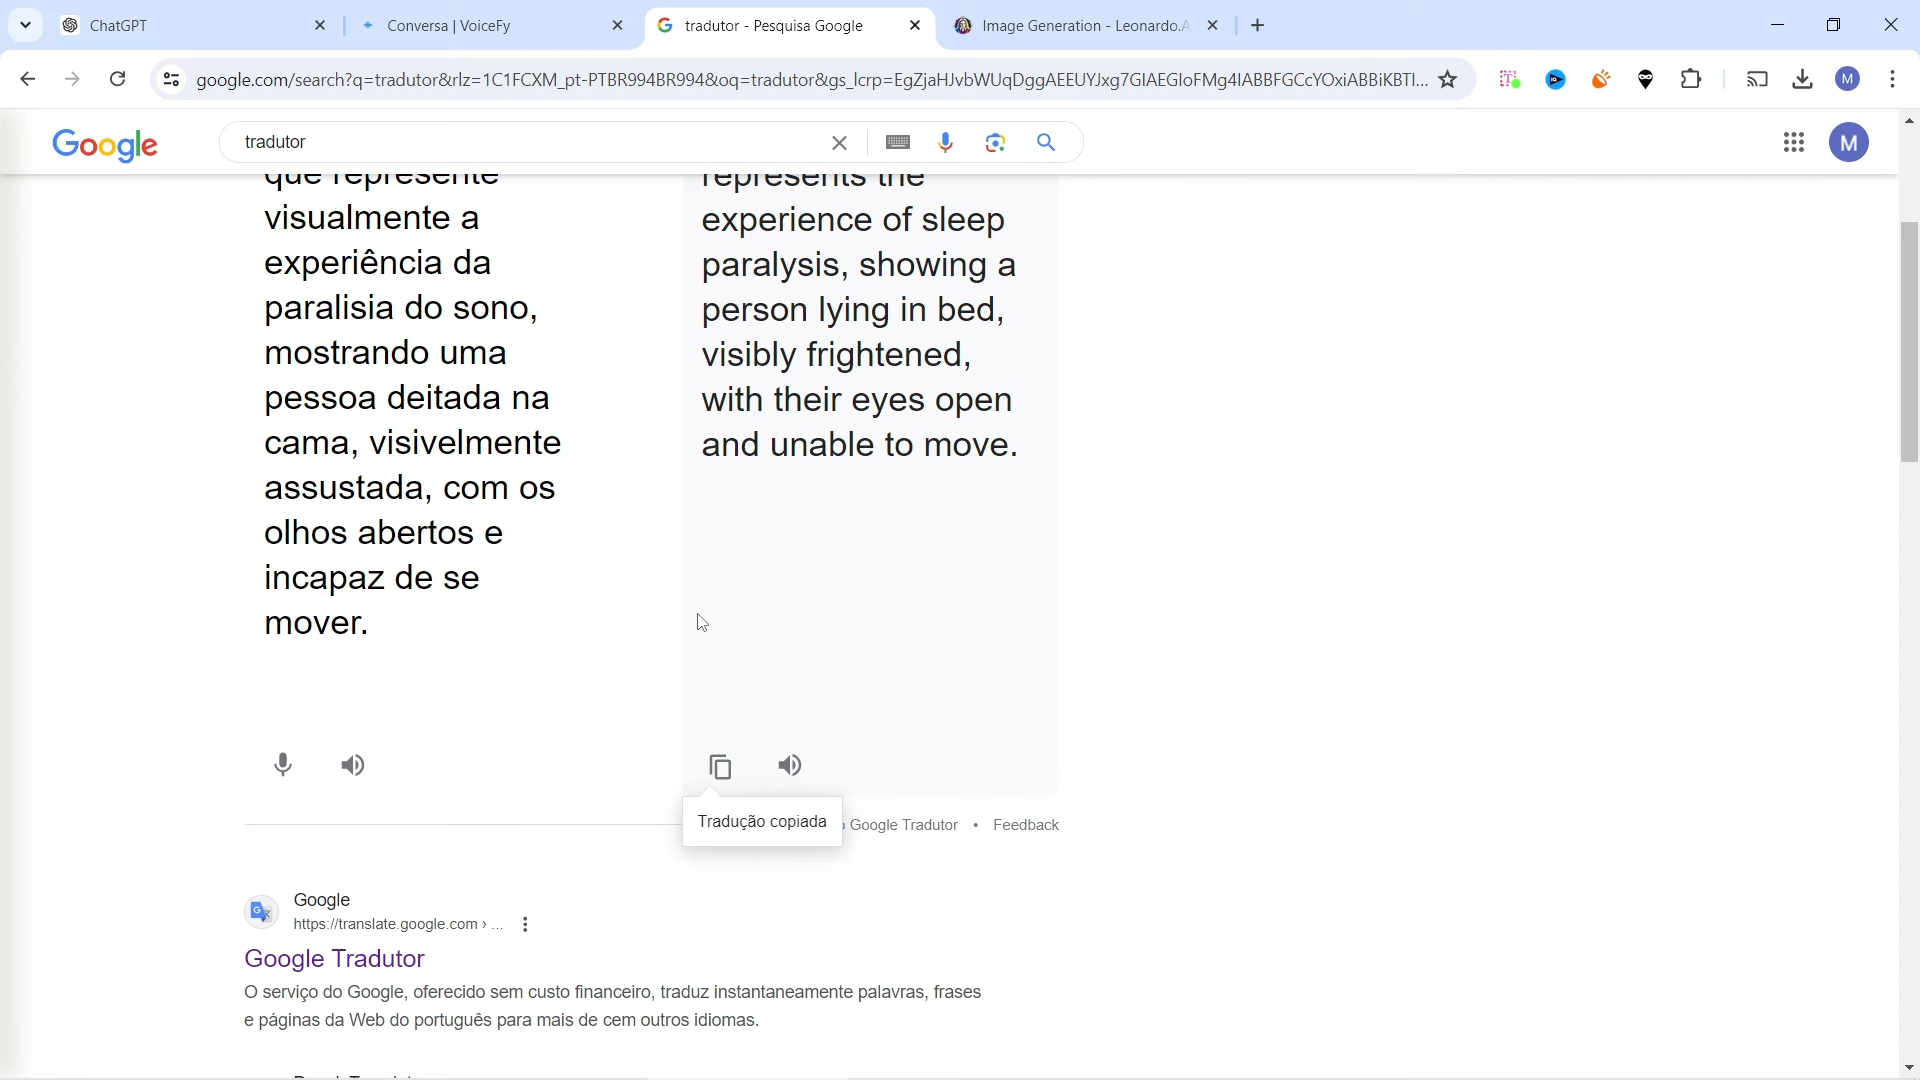 ChatGPT
Conversa | VoiceFy
tradutor - Pesquisa Google
Image Generation - Leonardo.A
google.com/search?q=tradutor&rlz=1C1FCXM_pt-PTBR994BR994&oq=tradutor&gs_lcrp=EgZjaHJvbWUqDggAEEUYJxg7GIAEGIoFMg4IABBFGCcYOxiABBiKBTI...
M
Google
tradutor
M
que represente
visualmente a
experiência da
paralisia do sono,
mostrando uma
pessoa deitada na
cama, visivelmente
assustada, com os
olhos abertos e
incapaz de se
mover.
represents the
experience of sleep
paralysis, showing a
person lying in bed,
visibly frightened,
with their eyes open
and unable to move.
Tradução copiada
Google Tradutor • Feedback
Google
https://translate.google.com › ...
Google Tradutor
O serviço do Google, oferecido sem custo financeiro, traduz instantaneamente palavras, frases
e páginas da Web do português para mais de cem outros idiomas.